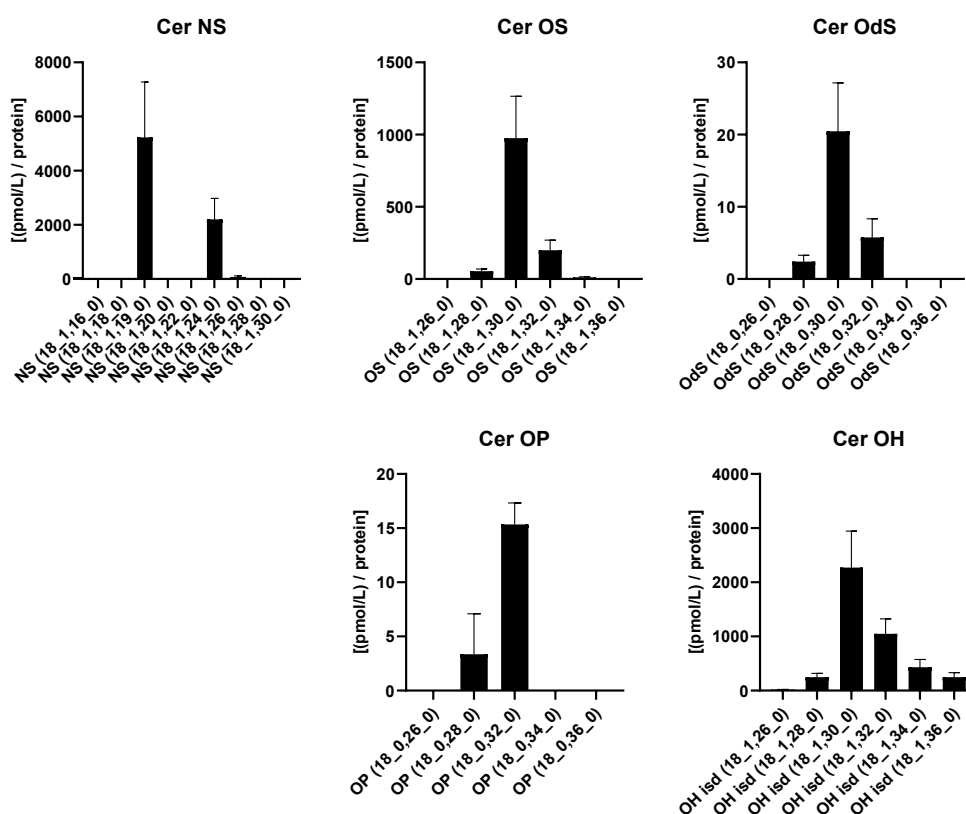 Cer NS
[(pmol/L) / protein]
8000
6000
4000
2000
0
NS (18_1,16_0)
NS (18_1,18_0)
NS (18_1,19_0)
NS (18_1,20_0)
NS (18_1,22_0)
NS (18_1,24_0)
NS (18_1,26_0)
NS (18_1,28_0)
NS (18_1,30_0)
Cer OS
[(pmol/L) / protein]
1500
1000
500
0
OS (18_1,26_0)
OS (18_1,28_0)
OS (18_1,30_0)
OS (18_1,32_0)
OS (18_1,34_0)
OS (18_1,36_0)
Cer OdS
[(pmol/L) / protein]
30
20
10
0
OdS (18_0,26_0)
OdS (18_0,28_0)
OdS (18_0,30_0)
OdS (18_0,32_0)
OdS (18_0,34_0)
OdS (18_0,36_0)
Cer OP
[(pmol/L) / protein]
20
15
10
5
0
OP (18_0,26_0)
OP (18_0,28_0)
OP (18_0,32_0)
OP (18_0,34_0)
OP (18_0,36_0)
Cer OH
[(pmol/L) / protein]
4000
3000
2000
1000
0
OH isd (18_1,26_0)
OH isd (18_1,28_0)
OH isd (18_1,30_0)
OH isd (18_1,32_0)
OH isd (18_1,34_0)
OH isd (18_1,36_0)